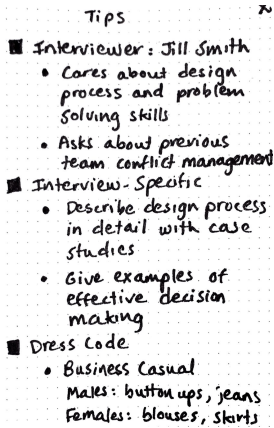 Tips
Interviewer: Jill Smith
• Cares about design
process and problem
solving skills
• Asks about previous
team conflict management
Interview-Specific
• Describe design process
in detail with case
studies
• Give examples of
effective decision
making
Dress Code
• Business Casual
Males: button ups, jeans
Females: blouses, skirts